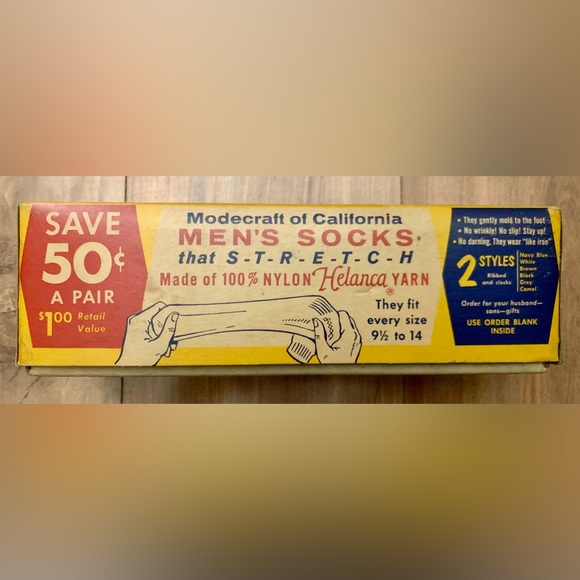 SAVE
50¢
A PAIR
$1.00 Retail
Value
Modecraft of California
MEN'S SOCKS
that S-T-R-E-T-C-H
Made of 100% NYLON Helanca® YARN
They fit
every size
9½ to 14
• They gently mold to the foot
• No wrinkle! No slip! Stay up!
• No darning. They wear "like iron"
2 STYLES
Ribbed
and clocks
Navy Blue
White
Brown
Black
Grey
Camel
Order for your husband—
sons—gifts
USE ORDER BLANK
INSIDE